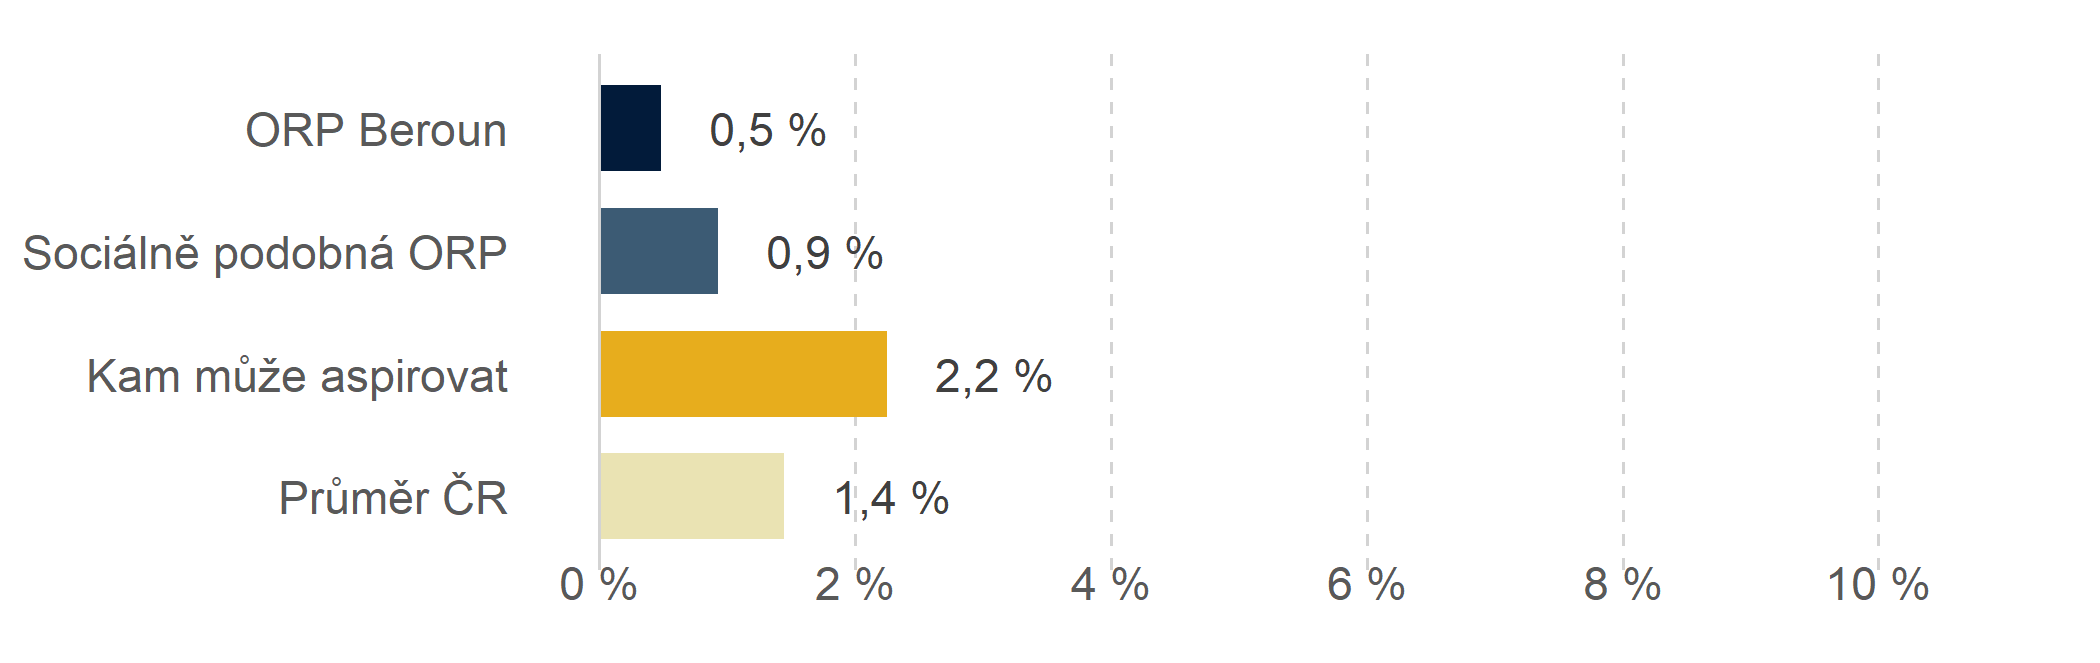 ORP Beroun 0,5 %
Sociálně podobná ORP 0,9 %
Kam může aspirovat 2,2 %
Průměr ČR 1,4 %
0 % 2 % 4 % 6 % 8 % 10 %